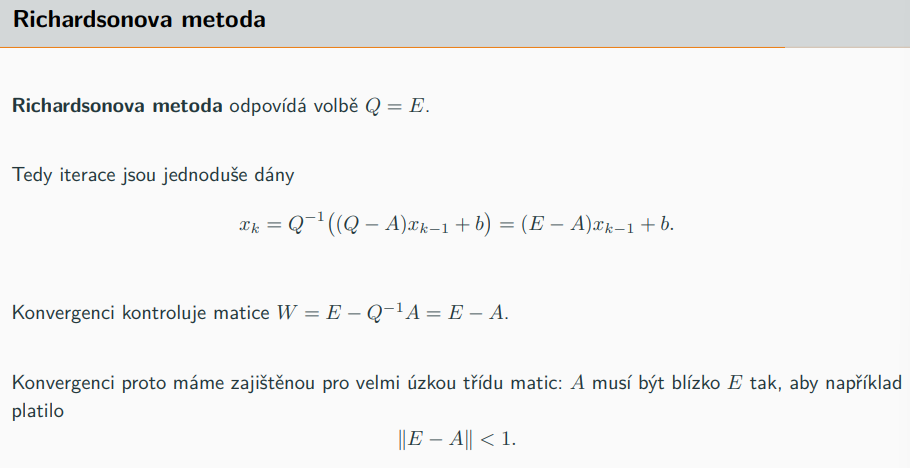 Richardsonova metoda
Richardsonova metoda odpovídá volbě Q = E.
Tedy iterace jsou jednoduše dány
x_k = Q^{-1}((Q − A)x_{k−1} + b) = (E − A)x_{k−1} + b.
Konvergenci kontroluje matice W = E − Q^{−1}A = E − A.
Konvergenci proto máme zajištěnou pro velmi úzkou třídu matic: A musí být blízko E tak, aby například
platilo
‖E − A‖ < 1.